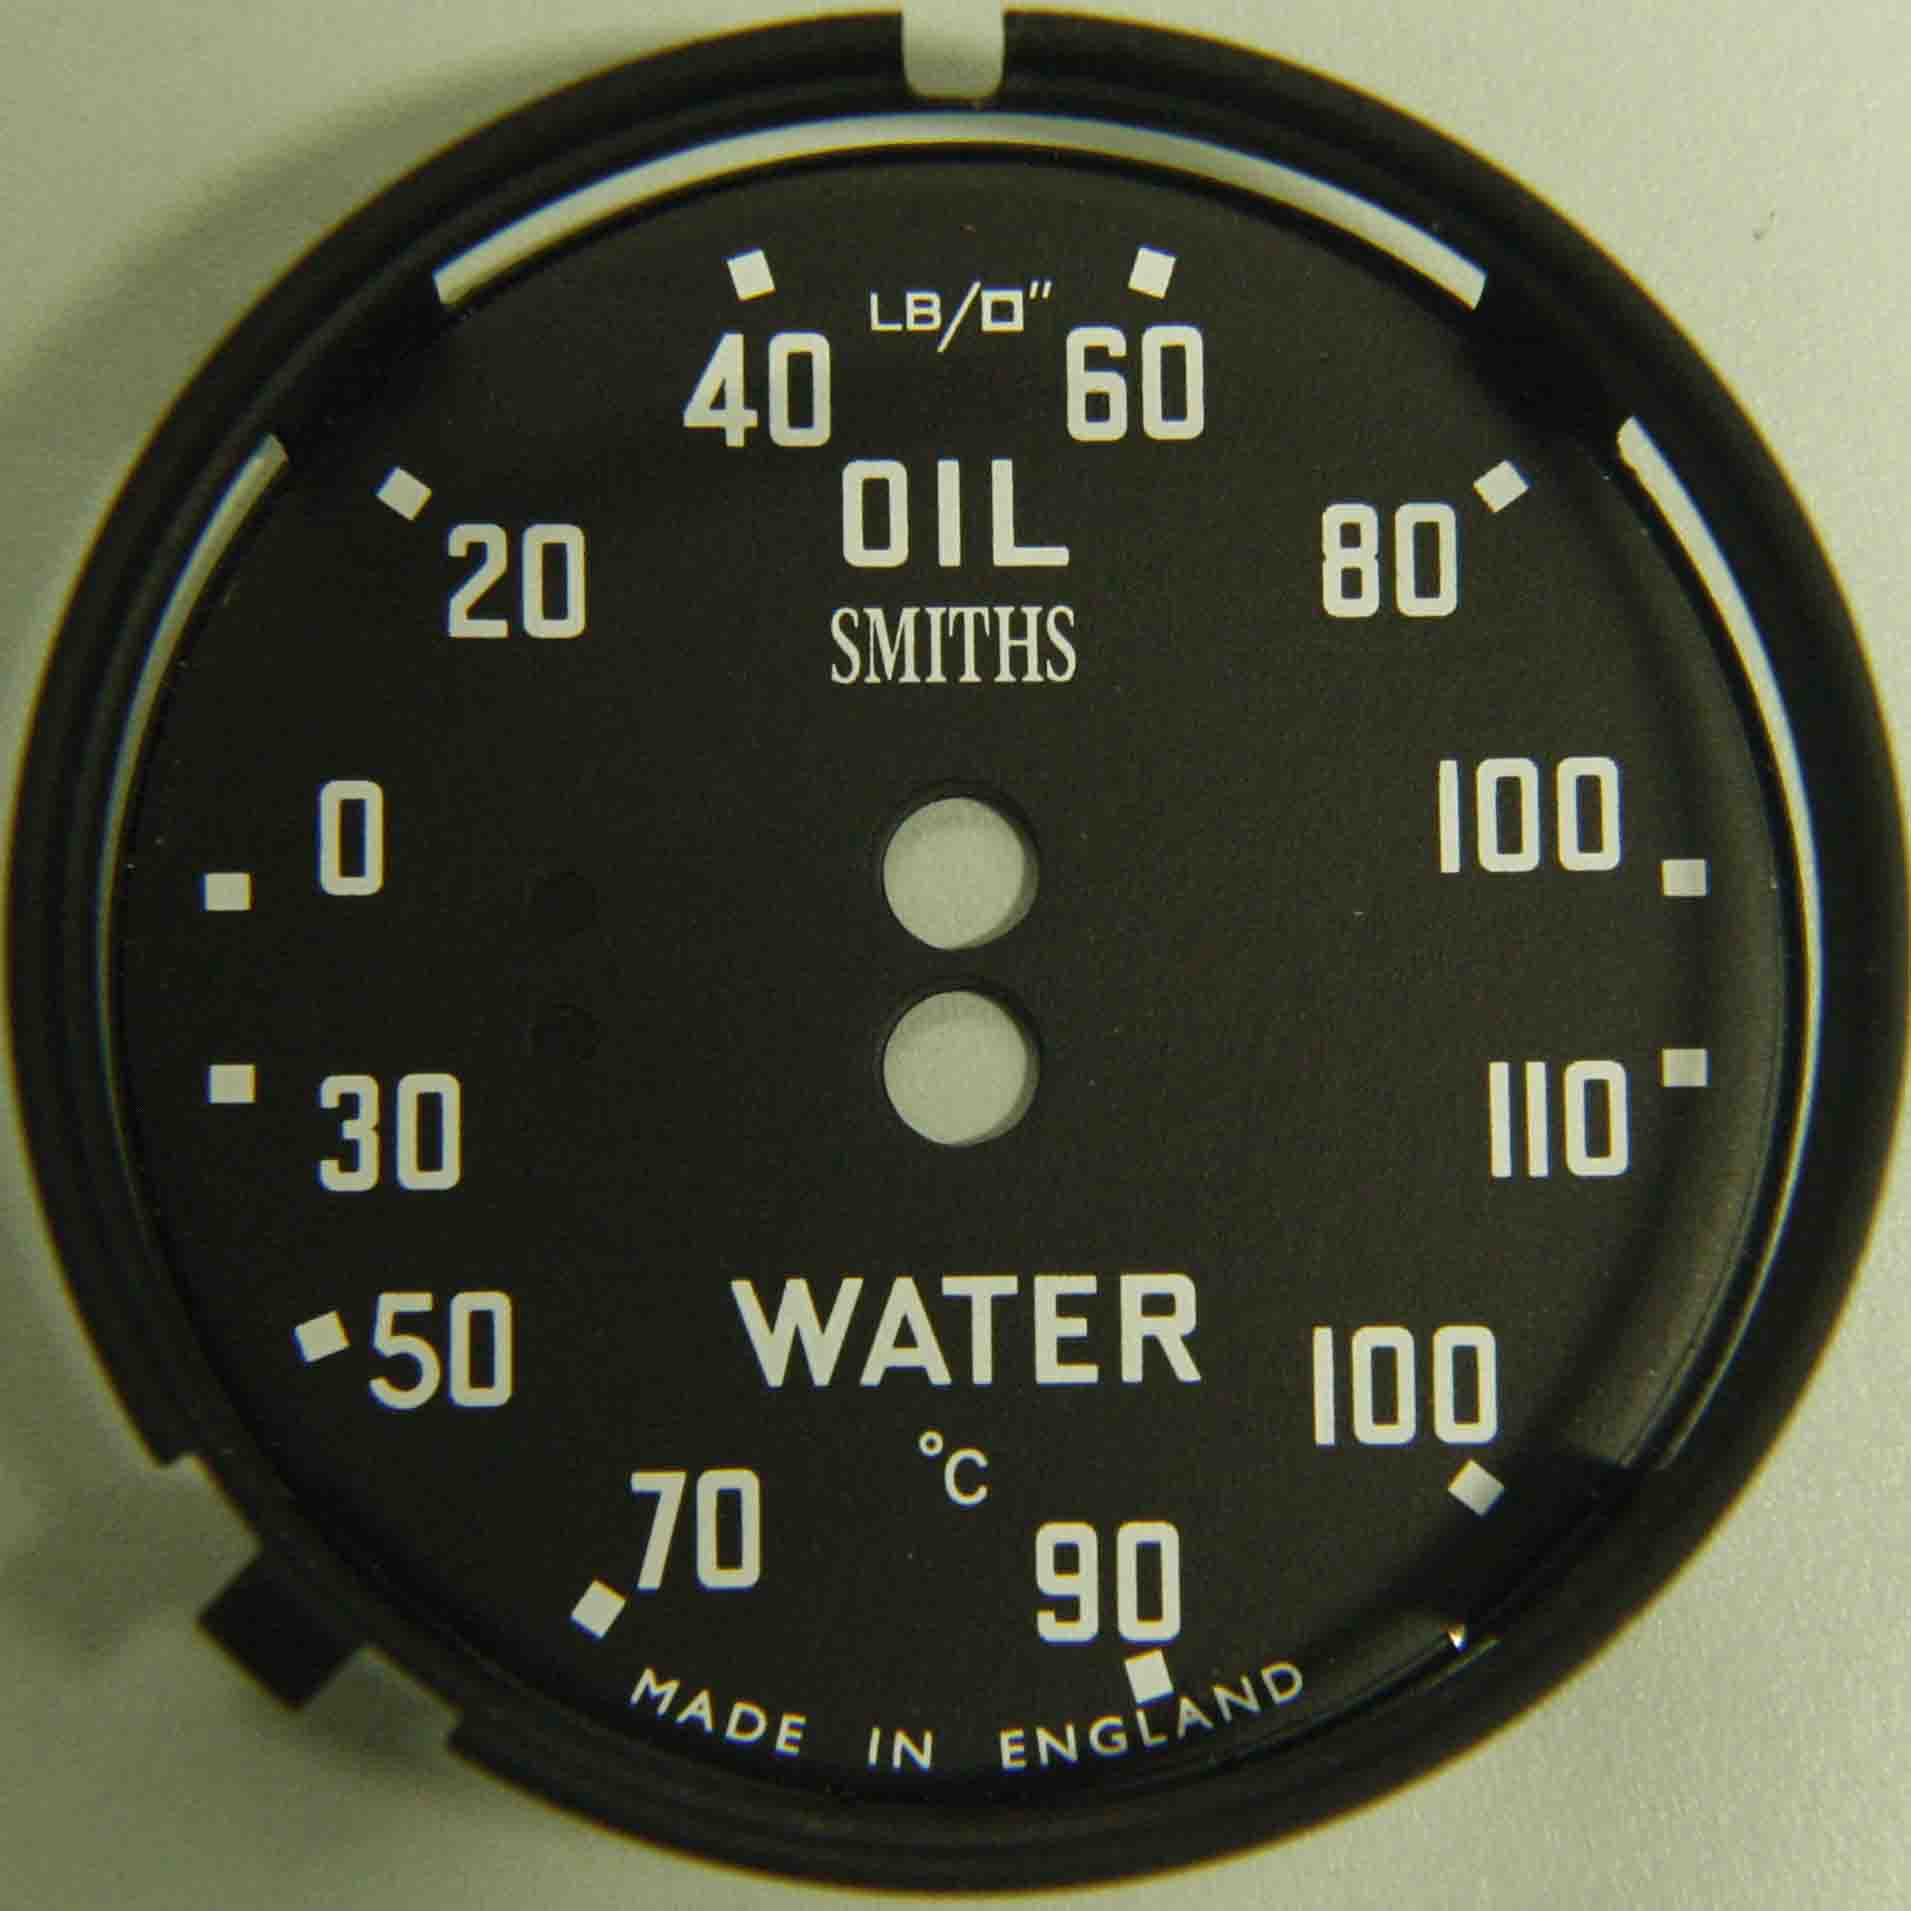 LB/□"
40 60
OIL
20 80
SMITHS
0 100
30 110
WATER
50 100
°C
70 90
MADE IN ENGLAND